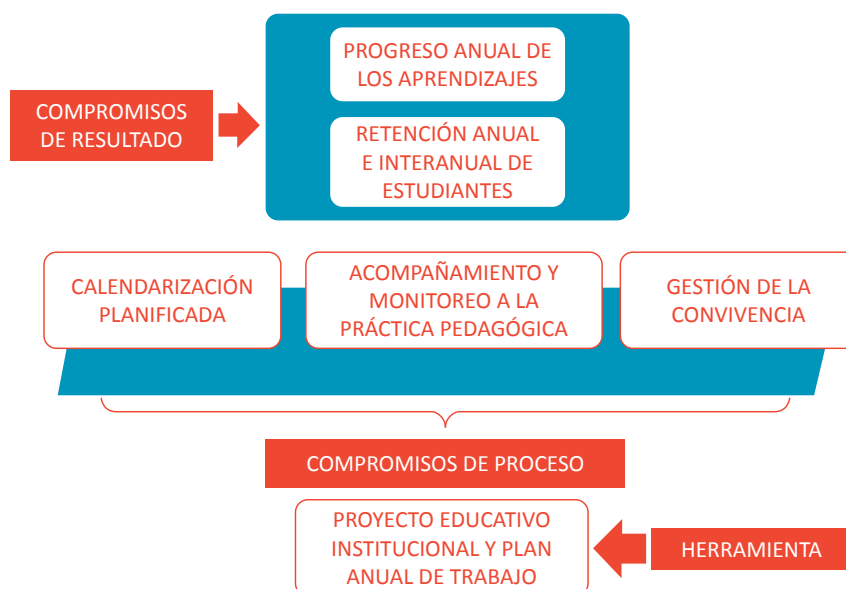 PROGRESO ANUAL DE
LOS APRENDIZAJES
COMPROMISOS
DE RESULTADO
RETENCIÓN ANUAL
E INTERANUAL DE
ESTUDIANTES
CALENDARIZACIÓN
PLANIFICADA
ACOMPAÑAMIENTO Y
MONITOREO A LA
PRÁCTICA PEDAGÓGICA
GESTIÓN DE LA
CONVIVENCIA
COMPROMISOS DE PROCESO
PROYECTO EDUCATIVO
INSTITUCIONAL Y PLAN
ANUAL DE TRABAJO
HERRAMIENTA